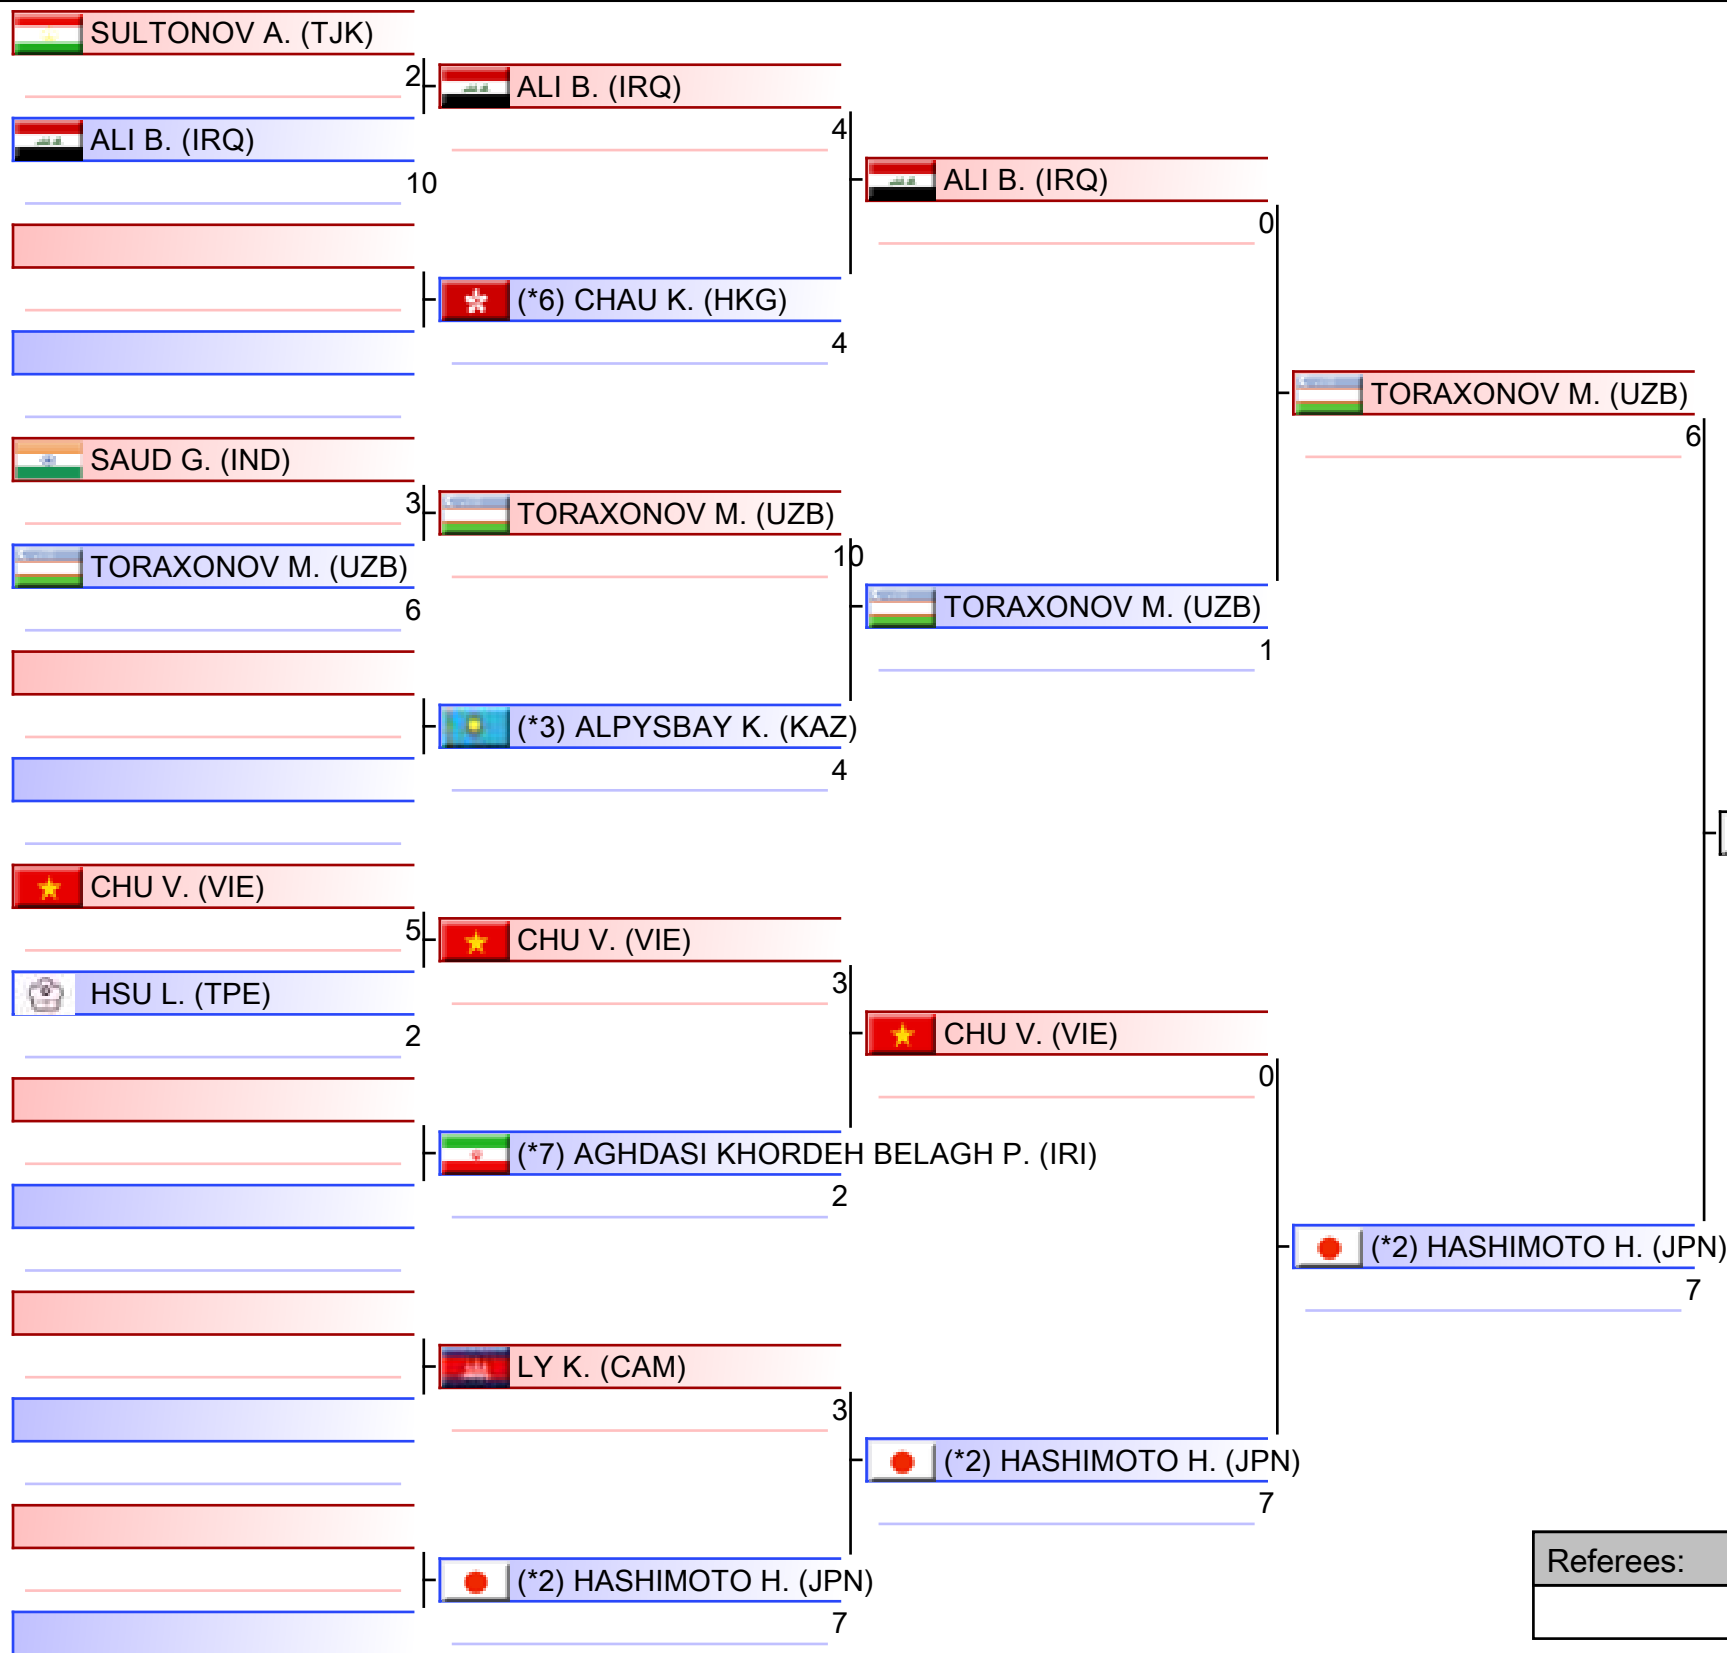 SULTONOV A. (TJK)
2
ALI B. (IRQ)
10
SAUD G. (IND)
3
TORAXONOV M. (UZB)
6
CHU V. (VIE)
5
HSU L. (TPE)
2
ALI B. (IRQ)
4
(*6) CHAU K. (HKG)
4
TORAXONOV M. (UZB)
10
(*3) ALPYSBAY K. (KAZ)
4
CHU V. (VIE)
3
(*7) AGHDASI KHORDEH BELAGH P. (IRI)
2
LY K. (CAM)
3
(*2) HASHIMOTO H. (JPN)
7
ALI B. (IRQ)
0
TORAXONOV M. (UZB)
1
CHU V. (VIE)
0
(*2) HASHIMOTO H. (JPN)
7
TORAXONOV M. (UZB)
6
(*2) HASHIMOTO H. (JPN)
7
Referees: